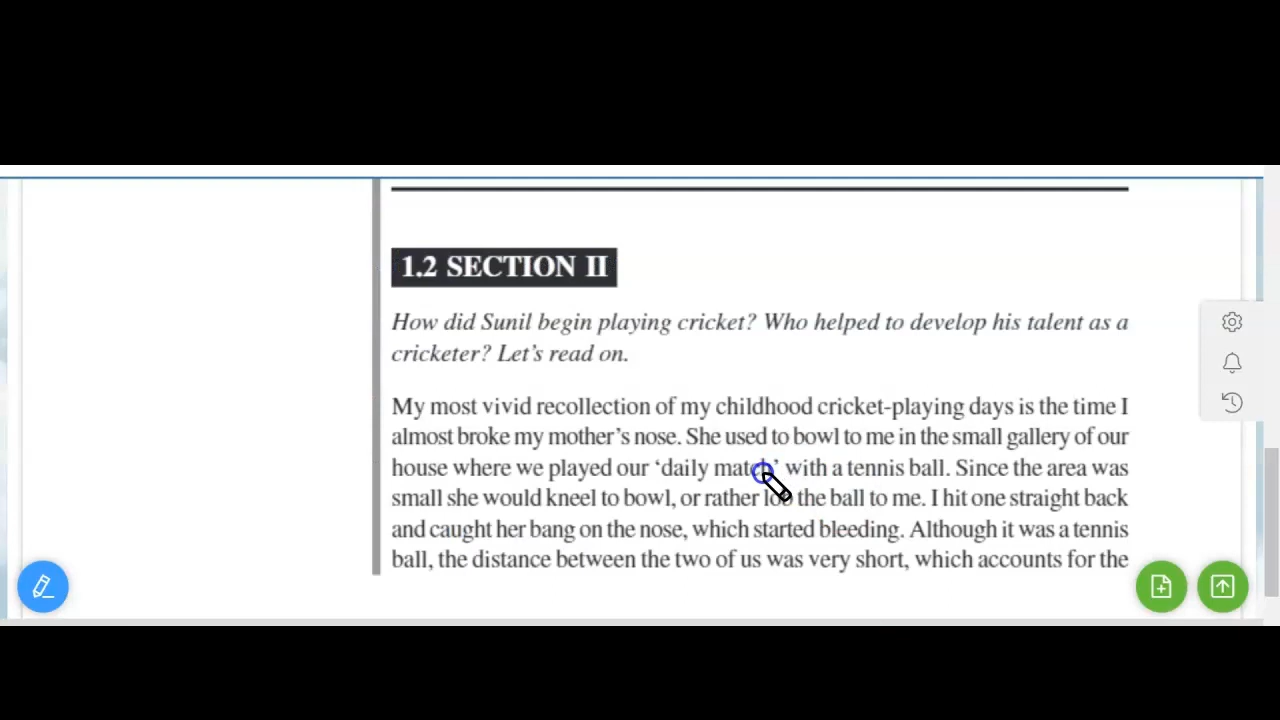 1.2 SECTION II
How did Sunil begin playing cricket? Who helped to develop his talent as a
cricketer? Let's read on.
My most vivid recollection of my childhood cricket-playing days is the time I
almost broke my mother's nose. She used to bowl to me in the small gallery of our
house where we played our 'daily match' with a tennis ball. Since the area was
small she would kneel to bowl, or rather lob the ball to me. I hit one straight back
and caught her bang on the nose, which started bleeding. Although it was a tennis
ball, the distance between the two of us was very short, which accounts for the